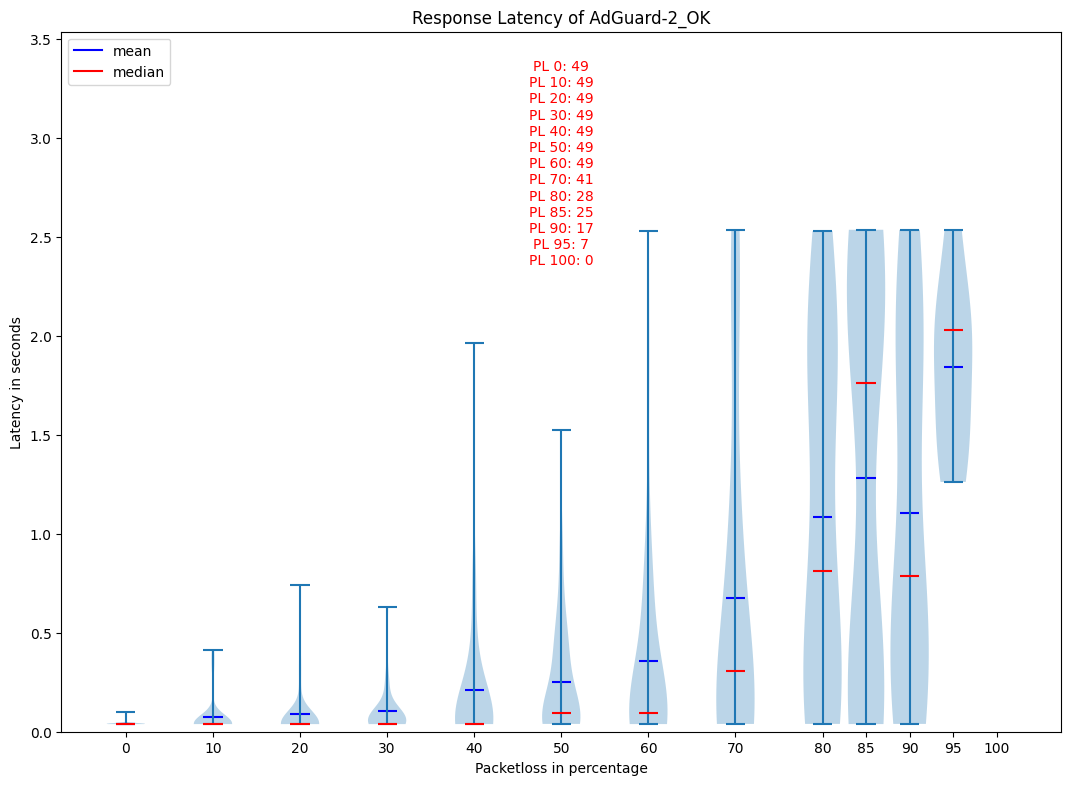 Response Latency of AdGuard-2_OK
mean
median
PL 0: 49
PL 10: 49
PL 20: 49
PL 30: 49
PL 40: 49
PL 50: 49
PL 60: 49
PL 70: 41
PL 80: 28
PL 85: 25
PL 90: 17
PL 95: 7
PL 100: 0
Latency in seconds
3.5
3.0
2.5
2.0
1.5
1.0
0.5
0.0
0 10 20 30 40 50 60 70 80 85 90 95 100
Packetloss in percentage